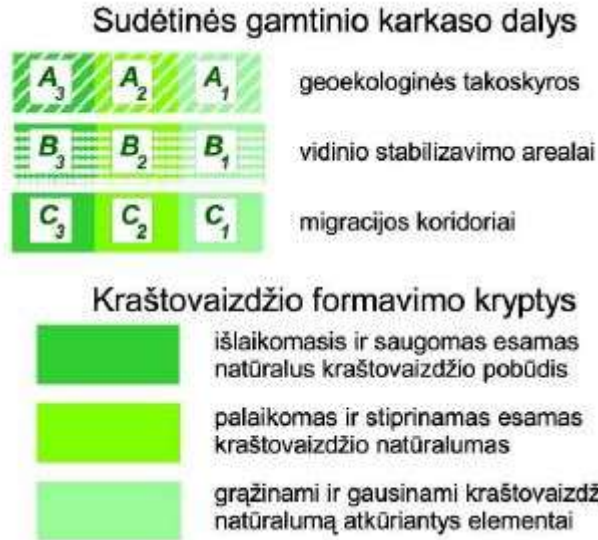 Sudėtinės gamtinio karkaso dalys
A3 A2 A1 geoekologinės takoskyros
B3 B2 B1 vidinio stabilizavimo arealai
C3 C2 C1 migracijos koridoriai
Kraštovaizdžio formavimo kryptys
išlaikomasis ir saugomas esamas
natūralus kraštovaizdžio pobūdis
palaikomas ir stiprinamas esamas
kraštovaizdžio natūralumas
grąžinami ir gausinami kraštovaizdž
natūralumą atkūriantys elementai